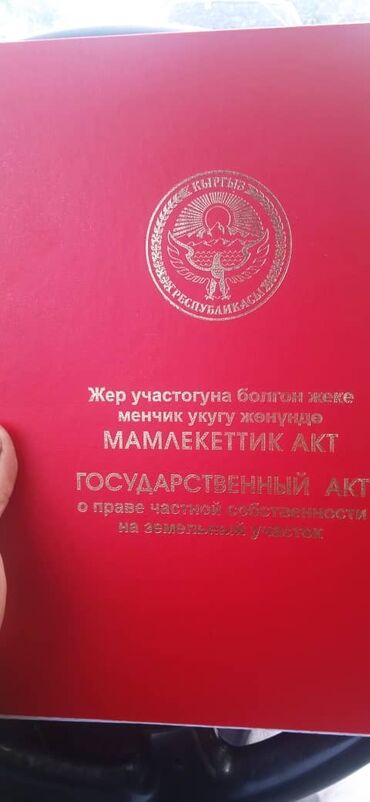 КЫРГЫЗ
РЕСПУБЛИКАСЫ
Жер участогуна болгон жеке
менчик укугу жөнүндө
МАМЛЕКЕТТИК АКТ
ГОСУДАРСТВЕННЫЙ АКТ
о праве частной собственности
на земельный участок